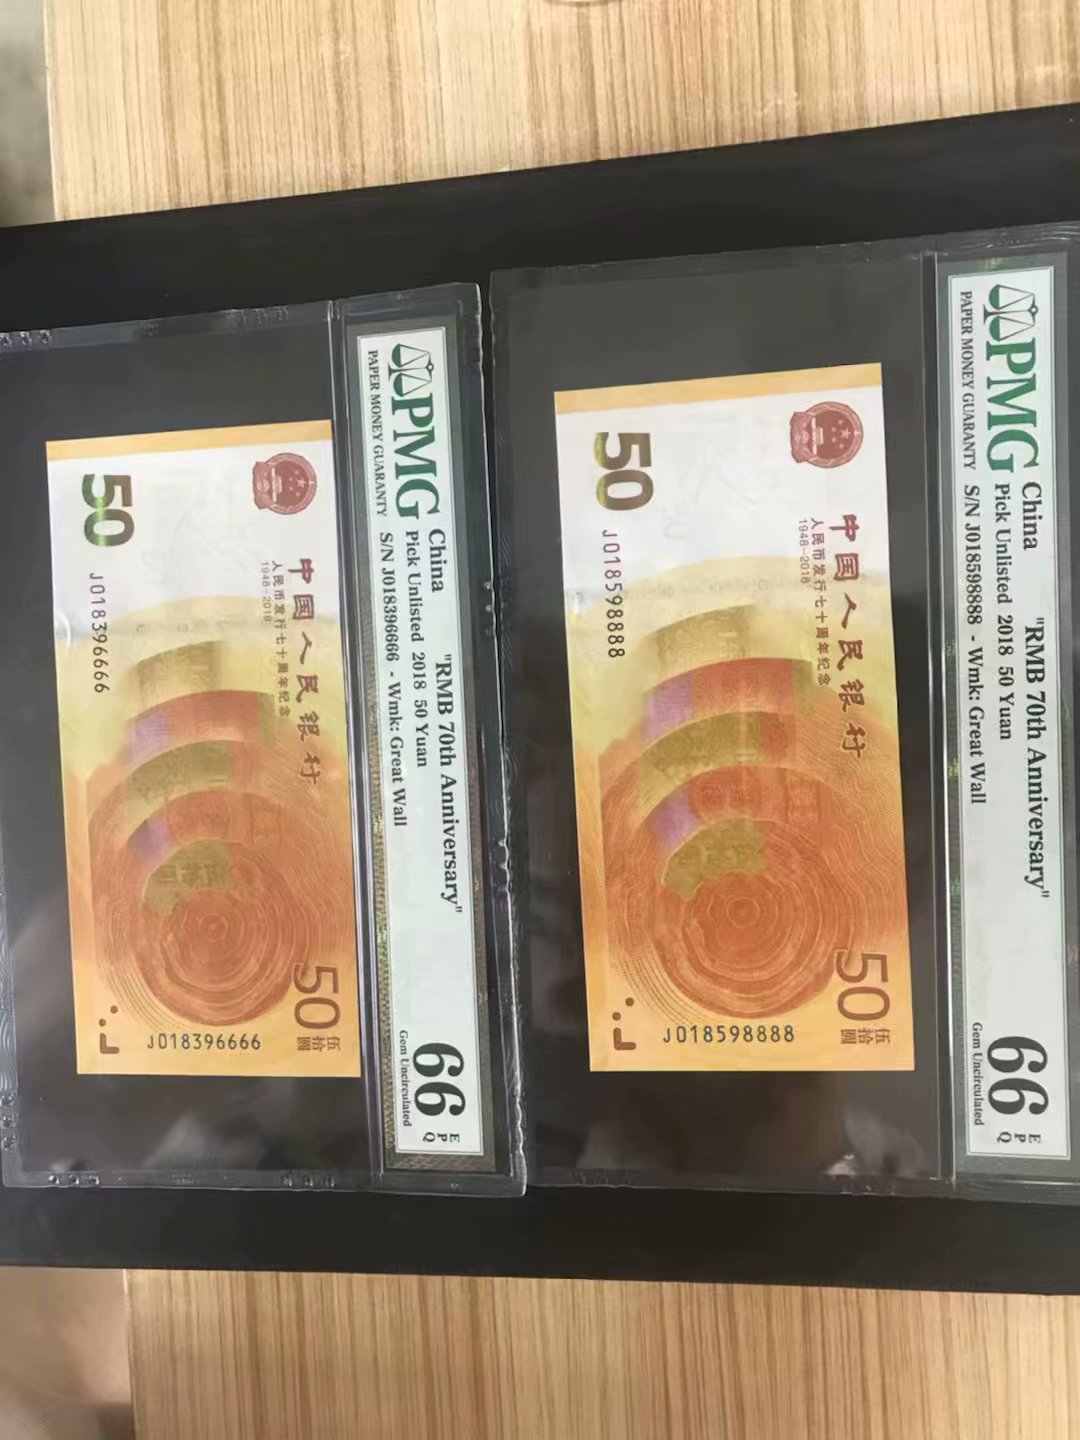 PMG
PAPER MONEY GUARANTY
China "RMB 70th Anniversary"
Pick Unlisted 2018 50 Yuan
S/N J018396666 - Wmk: Great Wall
66 EPQ
Gem Uncirculated
中国人民银行
人民币发行七十周年纪念
1948-2018
50
J018396666
50
伍拾圆
J018396666
PMG
PAPER MONEY GUARANTY
China "RMB 70th Anniversary"
Pick Unlisted 2018 50 Yuan
S/N J018598888 - Wmk: Great Wall
66 EPQ
Gem Uncirculated
中国人民银行
人民币发行七十周年纪念
1948-2018
50
J018598888
50
伍拾圆
J018598888